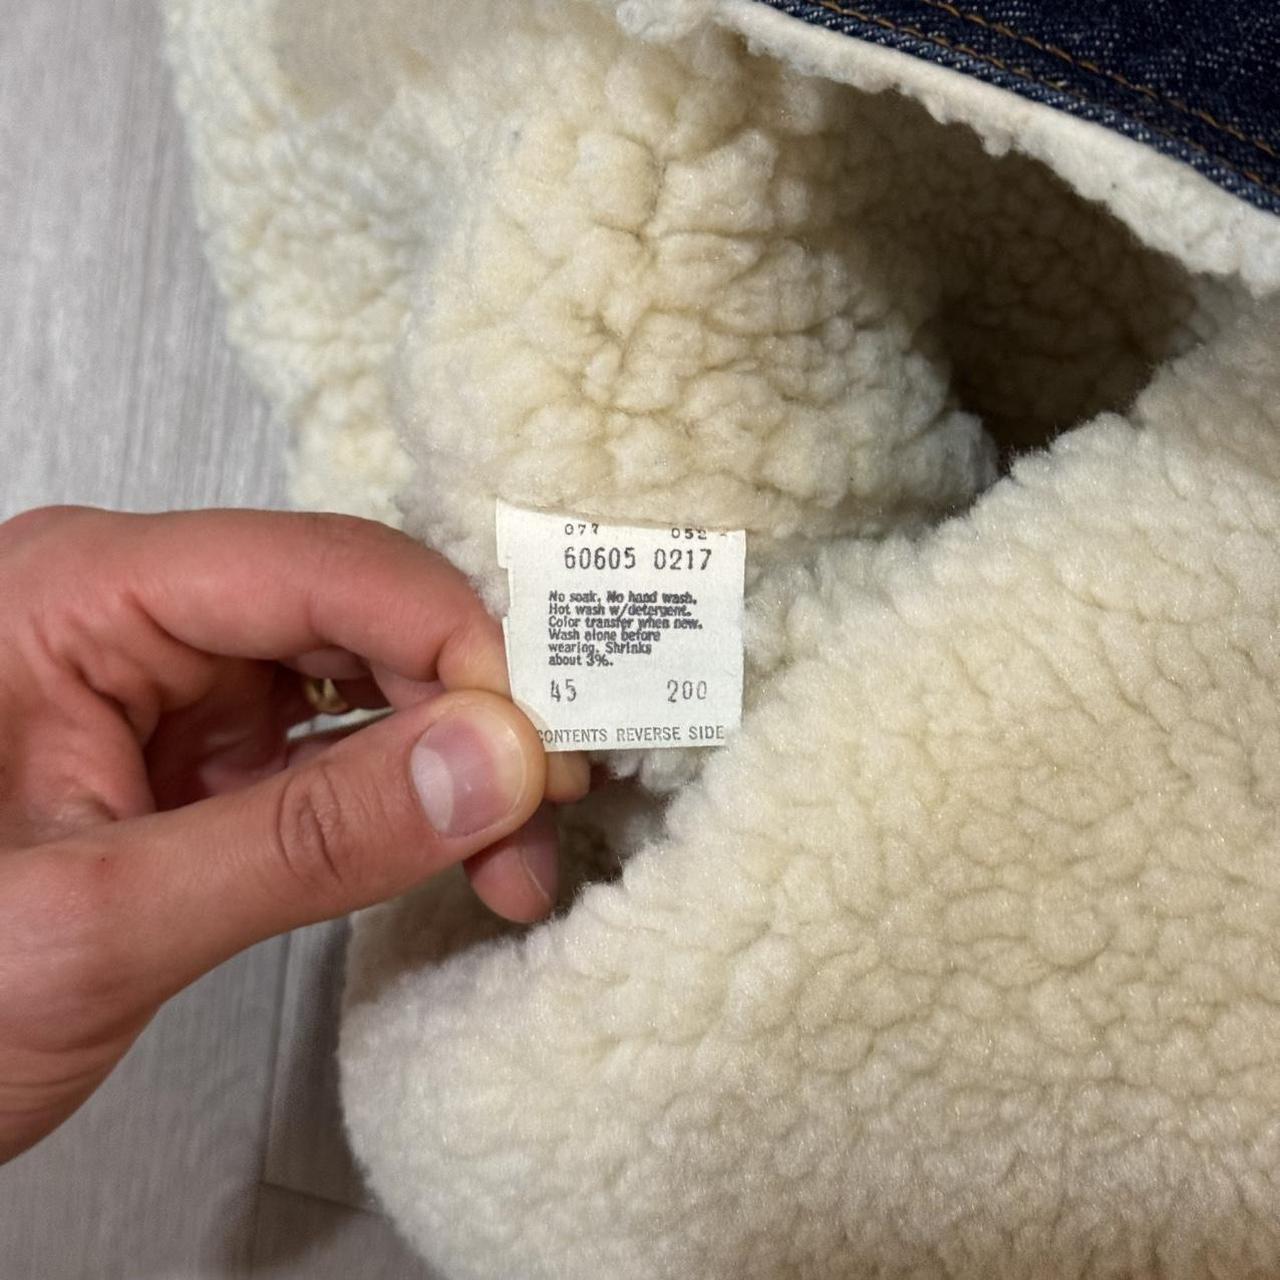 077 052
60605 0217
No soak. No hand wash.
Hot wash w/detergent.
Color transfer when new.
Wash alone before
wearing. Shrinks
about 3%.
45 200
CONTENTS REVERSE SIDE